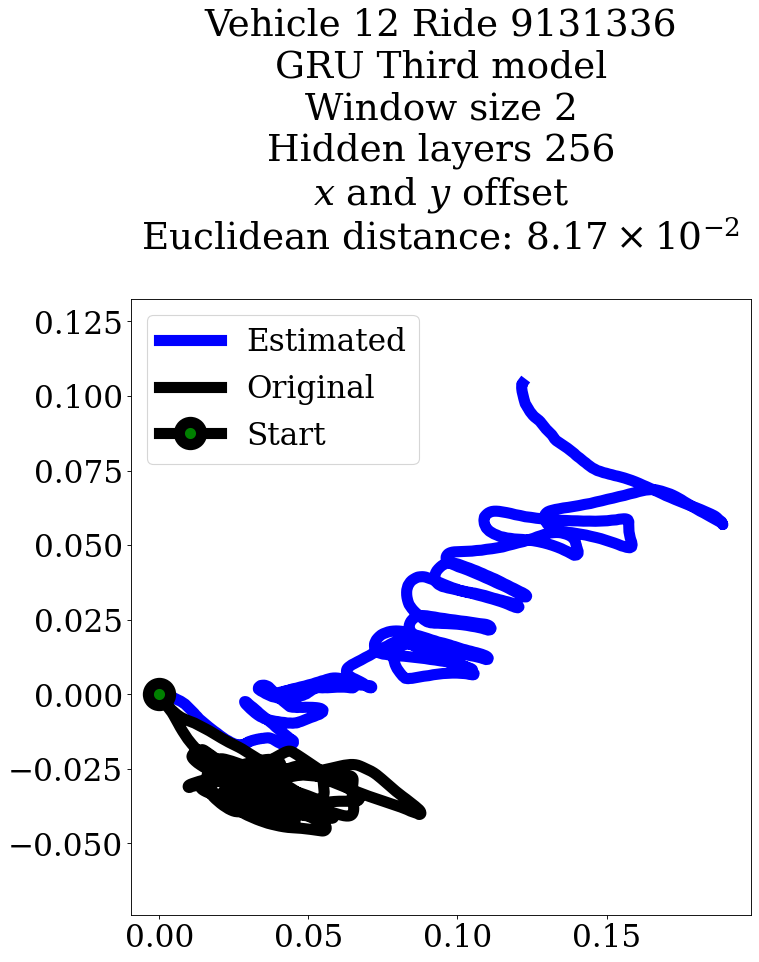 Vehicle 12 Ride 9131336
GRU Third model
Window size 2
Hidden layers 256
x and y offset
Euclidean distance: 8.17 × 10⁻²
Estimated
Original
Start
0.125
0.100
0.075
0.050
0.025
0.000
−0.025
−0.050
0.00 0.05 0.10 0.15